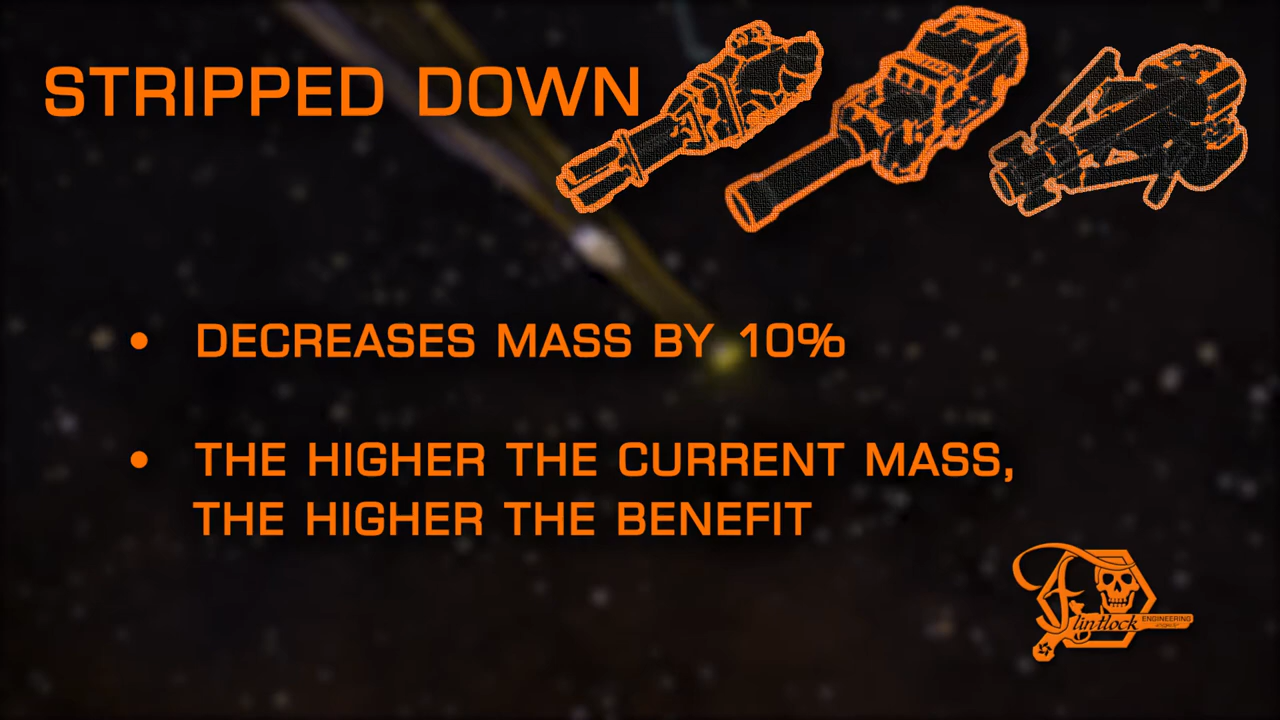 STRIPPED DOWN
• DECREASES MASS BY 10%
• THE HIGHER THE CURRENT MASS,
THE HIGHER THE BENEFIT
Flintlock
ENGINEERING